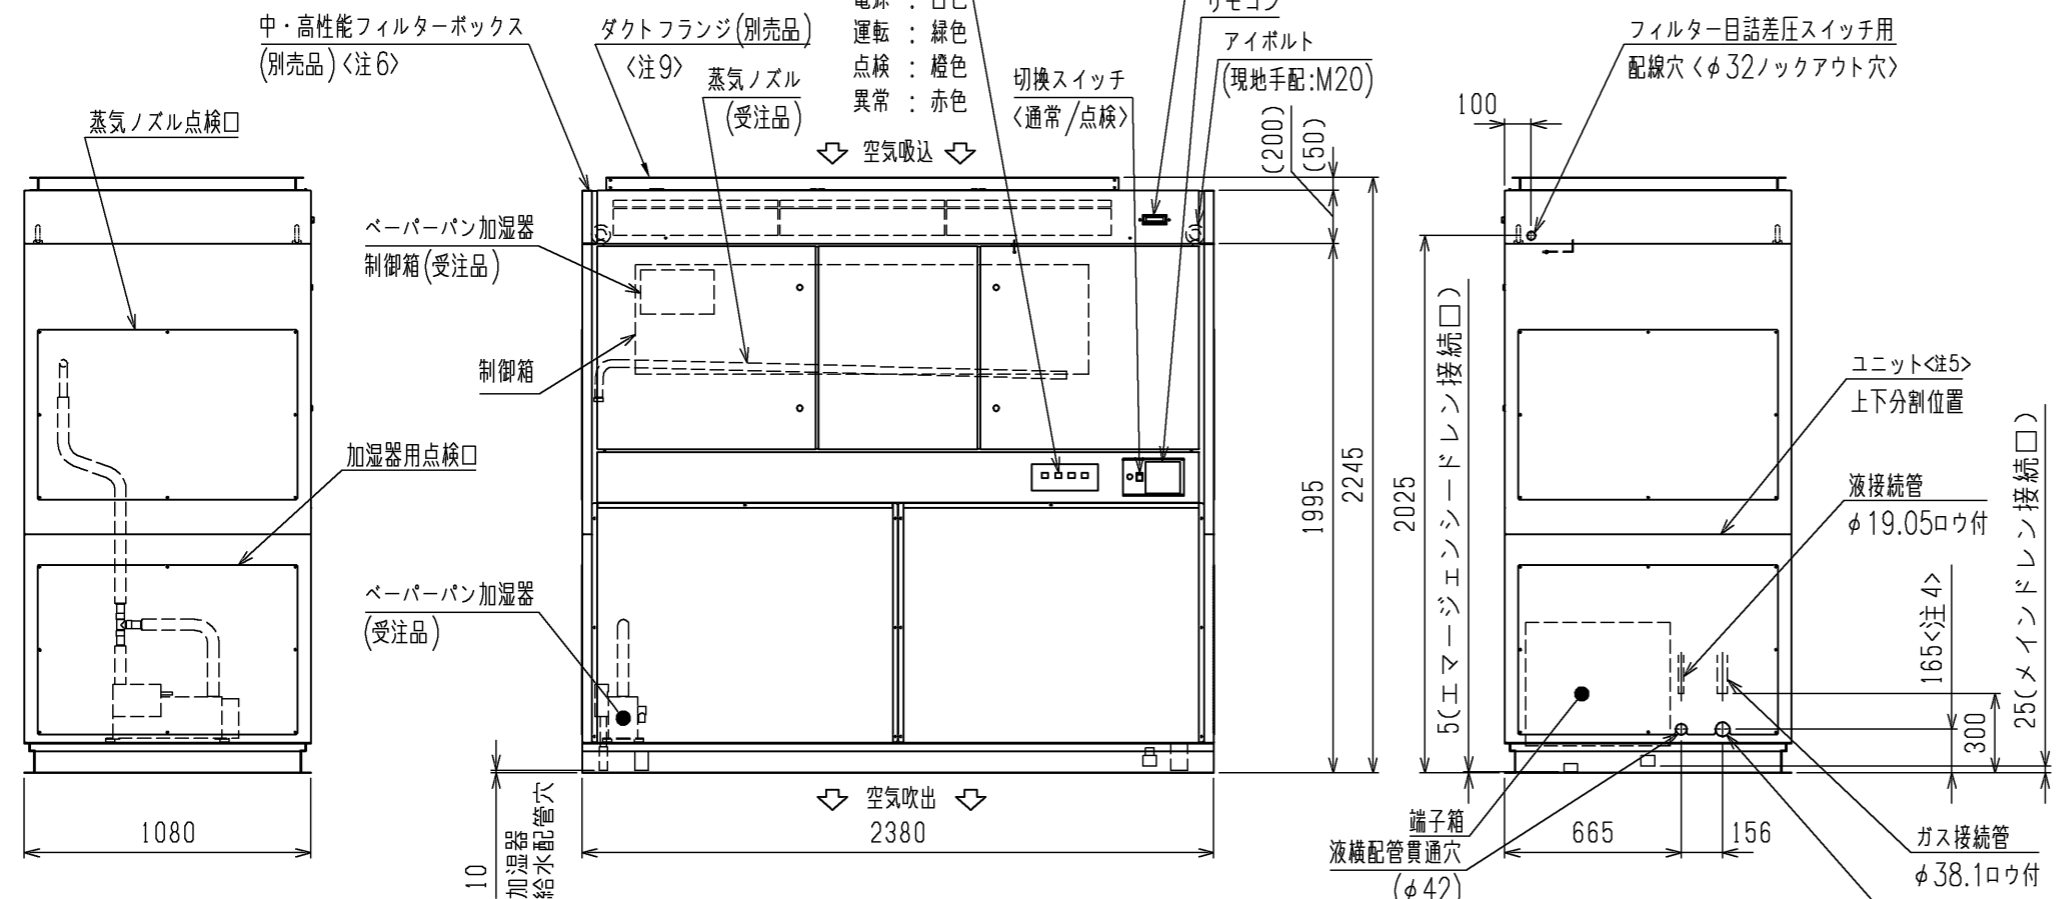 中・高性能フィルターボックス
(別売品)<注6>
ダクトフランジ(別売品)
<注9>
運転 : 緑色
点検 : 橙色
異常 : 赤色
リモコン
アイボルト
(現地手配:M20)
フィルター目詰差圧スイッチ用
配線穴<φ32ノックアウト穴>
蒸気ノズル
(受注品)
切換スイッチ
<通常/点検>
蒸気ノズル点検口
空気吸込
(200)
(50)
100
ベーパーパン加湿器
制御箱(受注品)
制御箱
加湿器用点検口
ベーパーパン加湿器
(受注品)
1995
2245
2025
5(エマージェンシードレン接続口)
ユニット<注5>
上下分割位置
液接続管
φ19.05ロウ付
165<注4>
300
25(メインドレン接続口)
1080
10
加湿器
給水配管穴
空気吹出
2380
端子箱
液横配管貫通穴
(φ42)
665
156
ガス接続管
φ38.1ロウ付